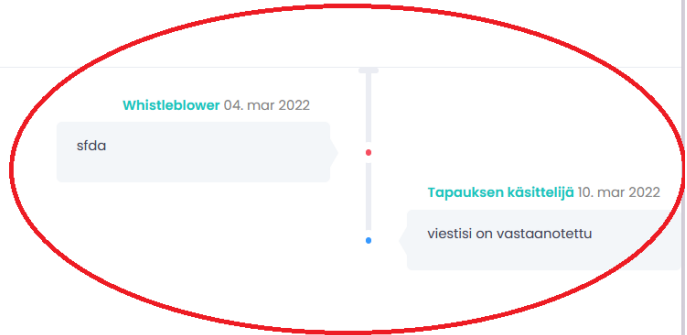 Whistleblower 04. mar 2022
sfda
Tapauksen käsittelijä 10. mar 2022
viestisi on vastaanotettu